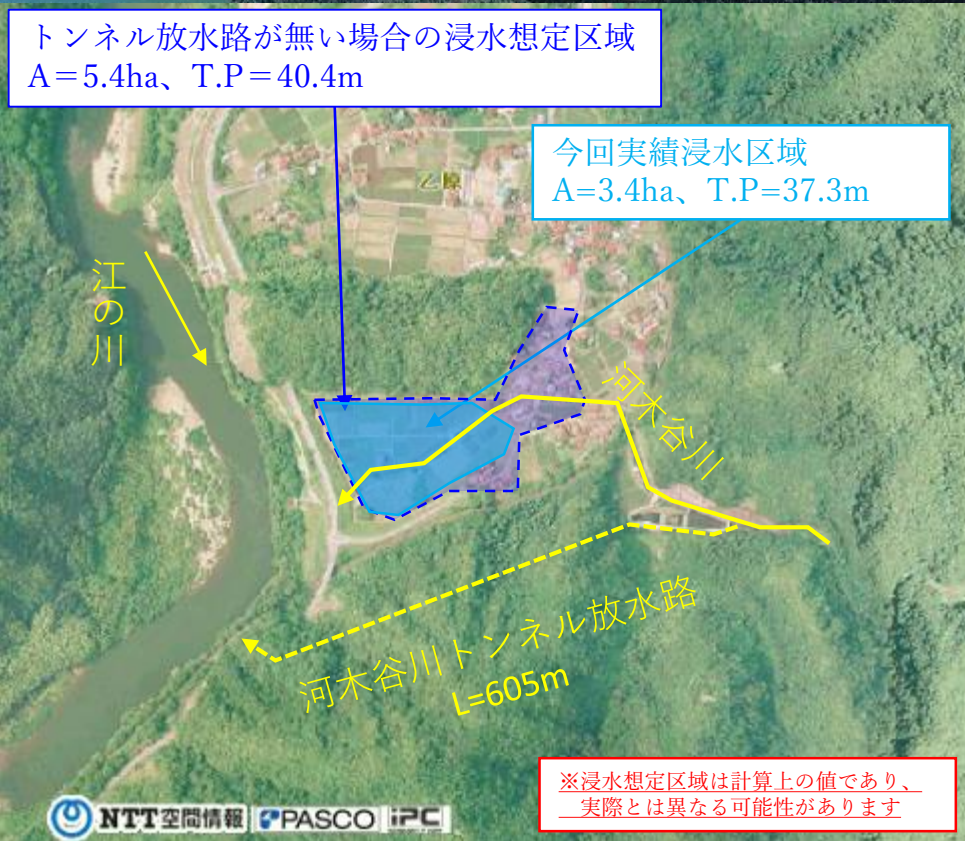 トンネル放水路が無い場合の浸水想定区域
A＝5.4ha、T.P＝40.4m
今回実績浸水区域
A=3.4ha、T.P=37.3m
乙原
江の川
河木谷川
河木谷川トンネル放水路
L=605m
※浸水想定区域は計算上の値であり、
実際とは異なる可能性があります
NTT空間情報 PASCO iPC